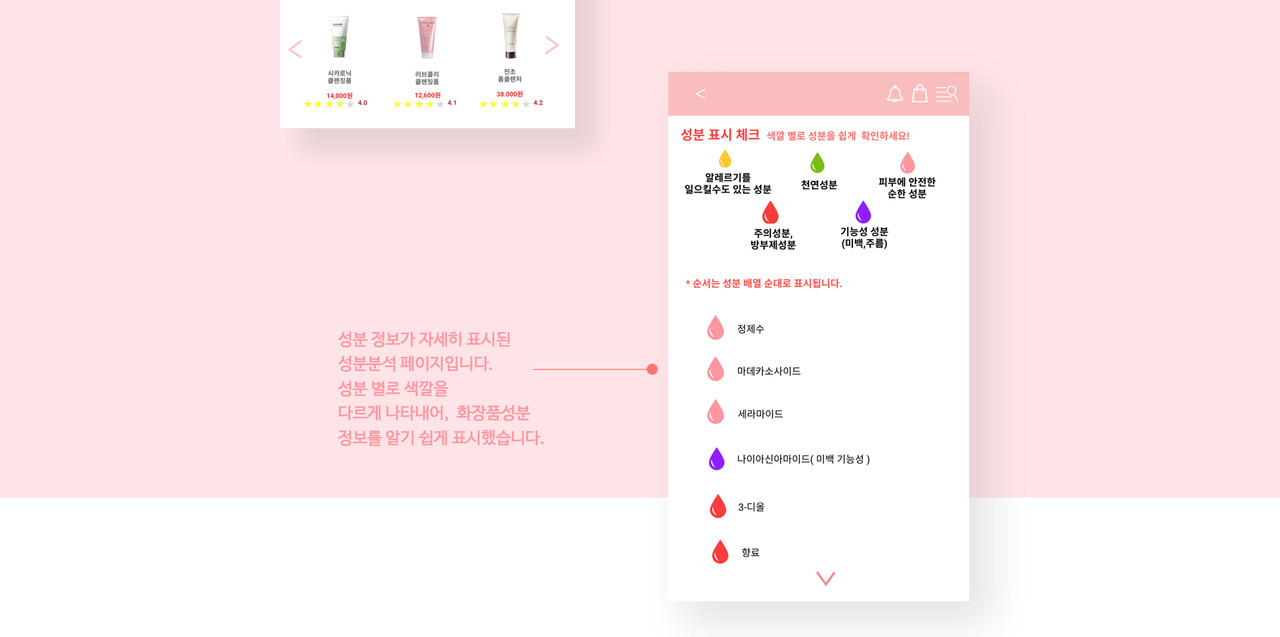 시카르닉
클렌징폼
14,000원
4.0
러브콜리
클렌징폼
12,600원
4.1
전초
폼클렌저
38.000원
4.2
성분 표시 체크 색깔 별로 성분을 쉽게 확인하세요!
알레르기를
일으킬수도 있는 성분
천연성분
피부에 안전한
순한 성분
주의성분,
방부제성분
기능성 성분
(미백,주름)
* 순서는 성분 배열 순대로 표시됩니다.
정제수
마데카소사이드
세라마이드
나이아신아마이드( 미백 기능성 )
3-디올
향료
성분 정보가 자세히 표시된
성분분석 페이지입니다.
성분 별로 색깔을
다르게 나타내어, 화장품성분
정보를 알기 쉽게 표시했습니다.